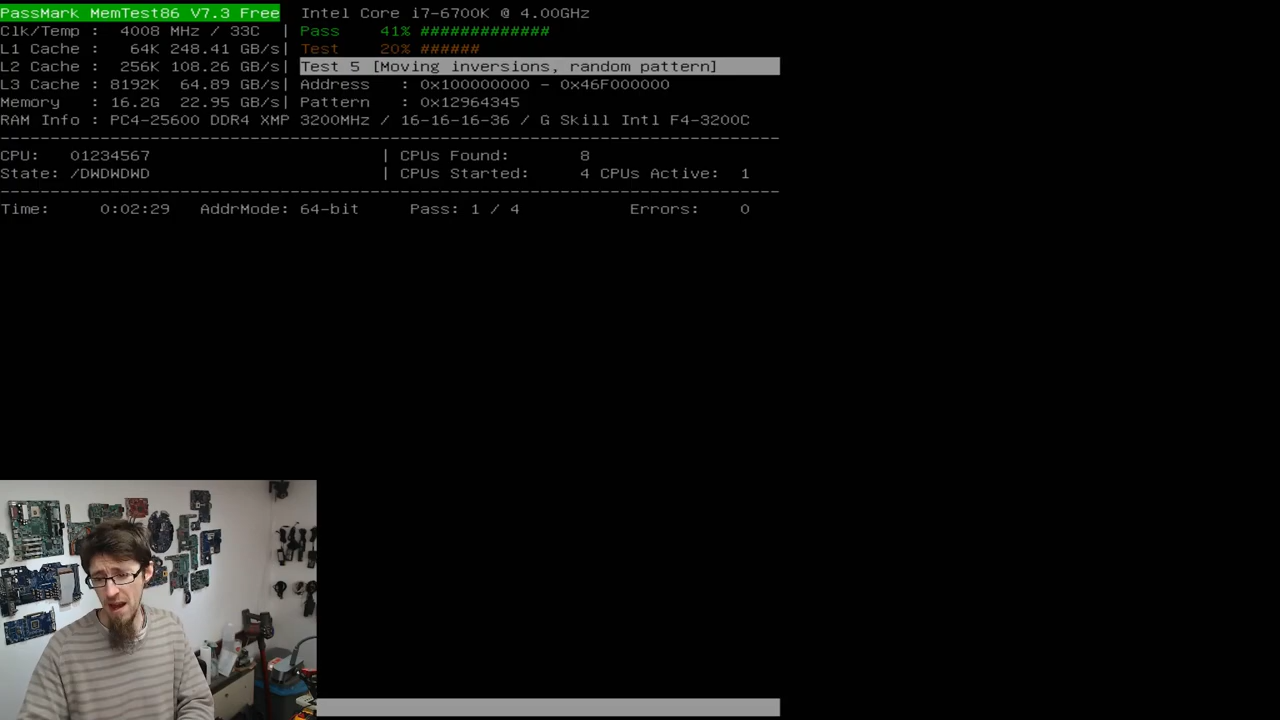 PassMark MemTest86 V7.3 Free   Intel Core i7-6700K @ 4.00GHz
Clk/Temp :  4008 MHz / 33C  | Pass    41% #############
L1 Cache :   64K 248.41 GB/s| Test    20% ######
L2 Cache :  256K 108.26 GB/s| Test 5 [Moving inversions, random pattern]
L3 Cache : 8192K  64.89 GB/s| Address   : 0x100000000 - 0x46F000000
Memory   : 16.2G  22.95 GB/s| Pattern   : 0x12964345
RAM Info : PC4-25600 DDR4 XMP 3200MHz / 16-16-16-36 / G Skill Intl F4-3200C
------------------------------------------------------------------------------
CPU:   01234567                       | CPUs Found:       8
State: /DWDWDWD                       | CPUs Started:     4 CPUs Active:  1
------------------------------------------------------------------------------
Time:     0:02:29   AddrMode: 64-bit     Pass: 1 / 4           Errors:    0